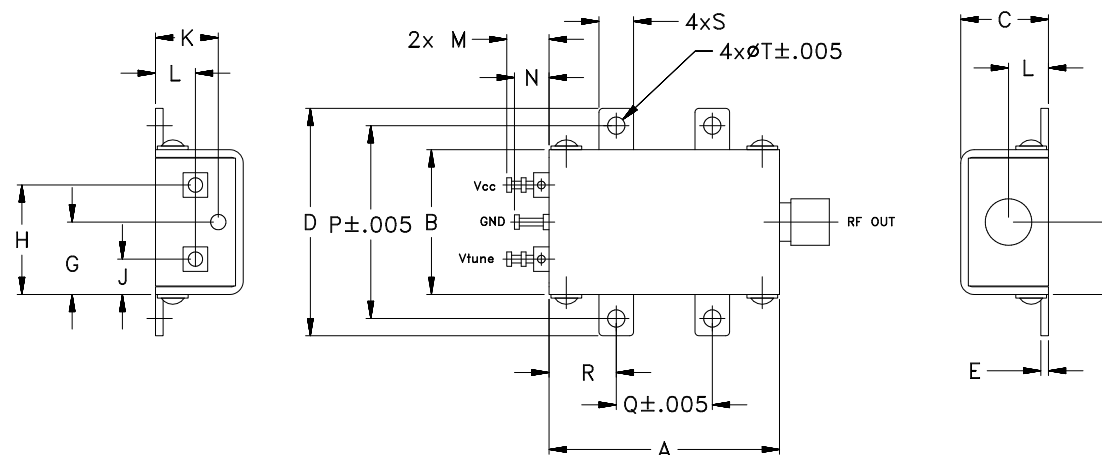 K
L
H
G
J
2x M
N
4xS
4xøT±.005
D
P±.005
B
Vcc
GND
Vtune
RF OUT
R
Q±.005
A
C
L
E